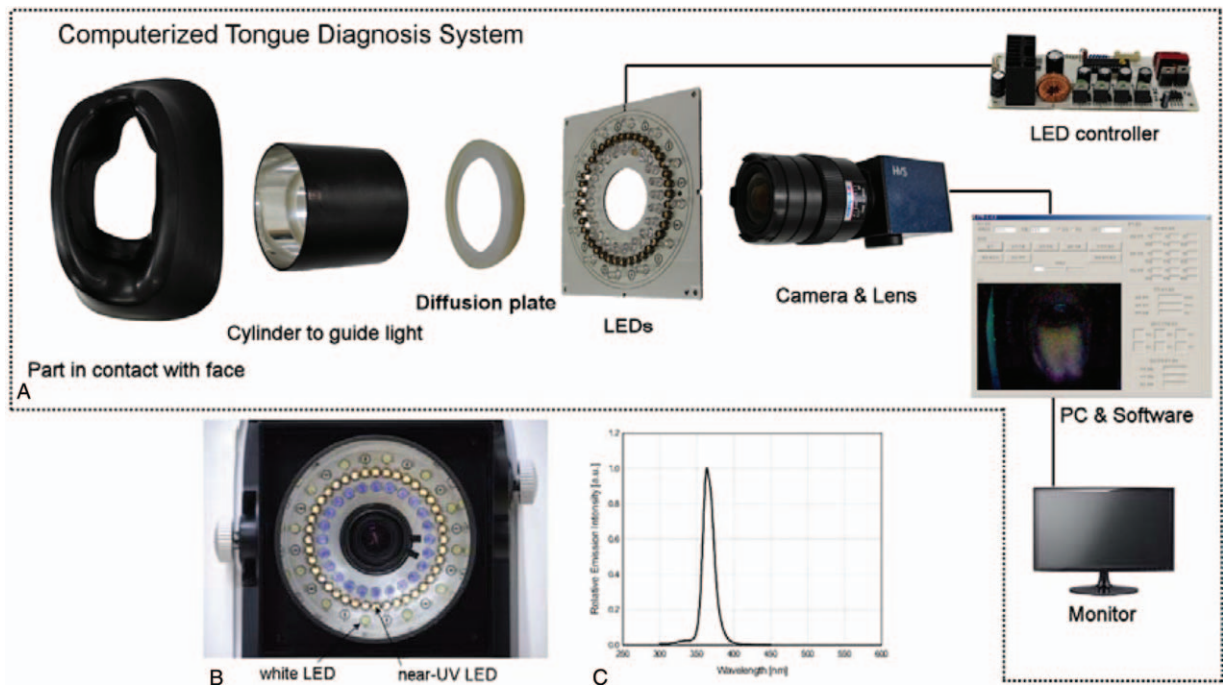 Computerized Tongue Diagnosis System
LED controller
HVS
Camera & Lens
LEDs
Diffusion plate
Cylinder to guide light
Part in contact with face
A
PC & Software
Monitor
white LED
near-UV LED
B
Relative Emission Intensity [a.u.]
1.2
1.0
0.8
0.6
0.4
0.2
0.0
250 300 350 400 450 500 550 600
Wavelength [nm]
C